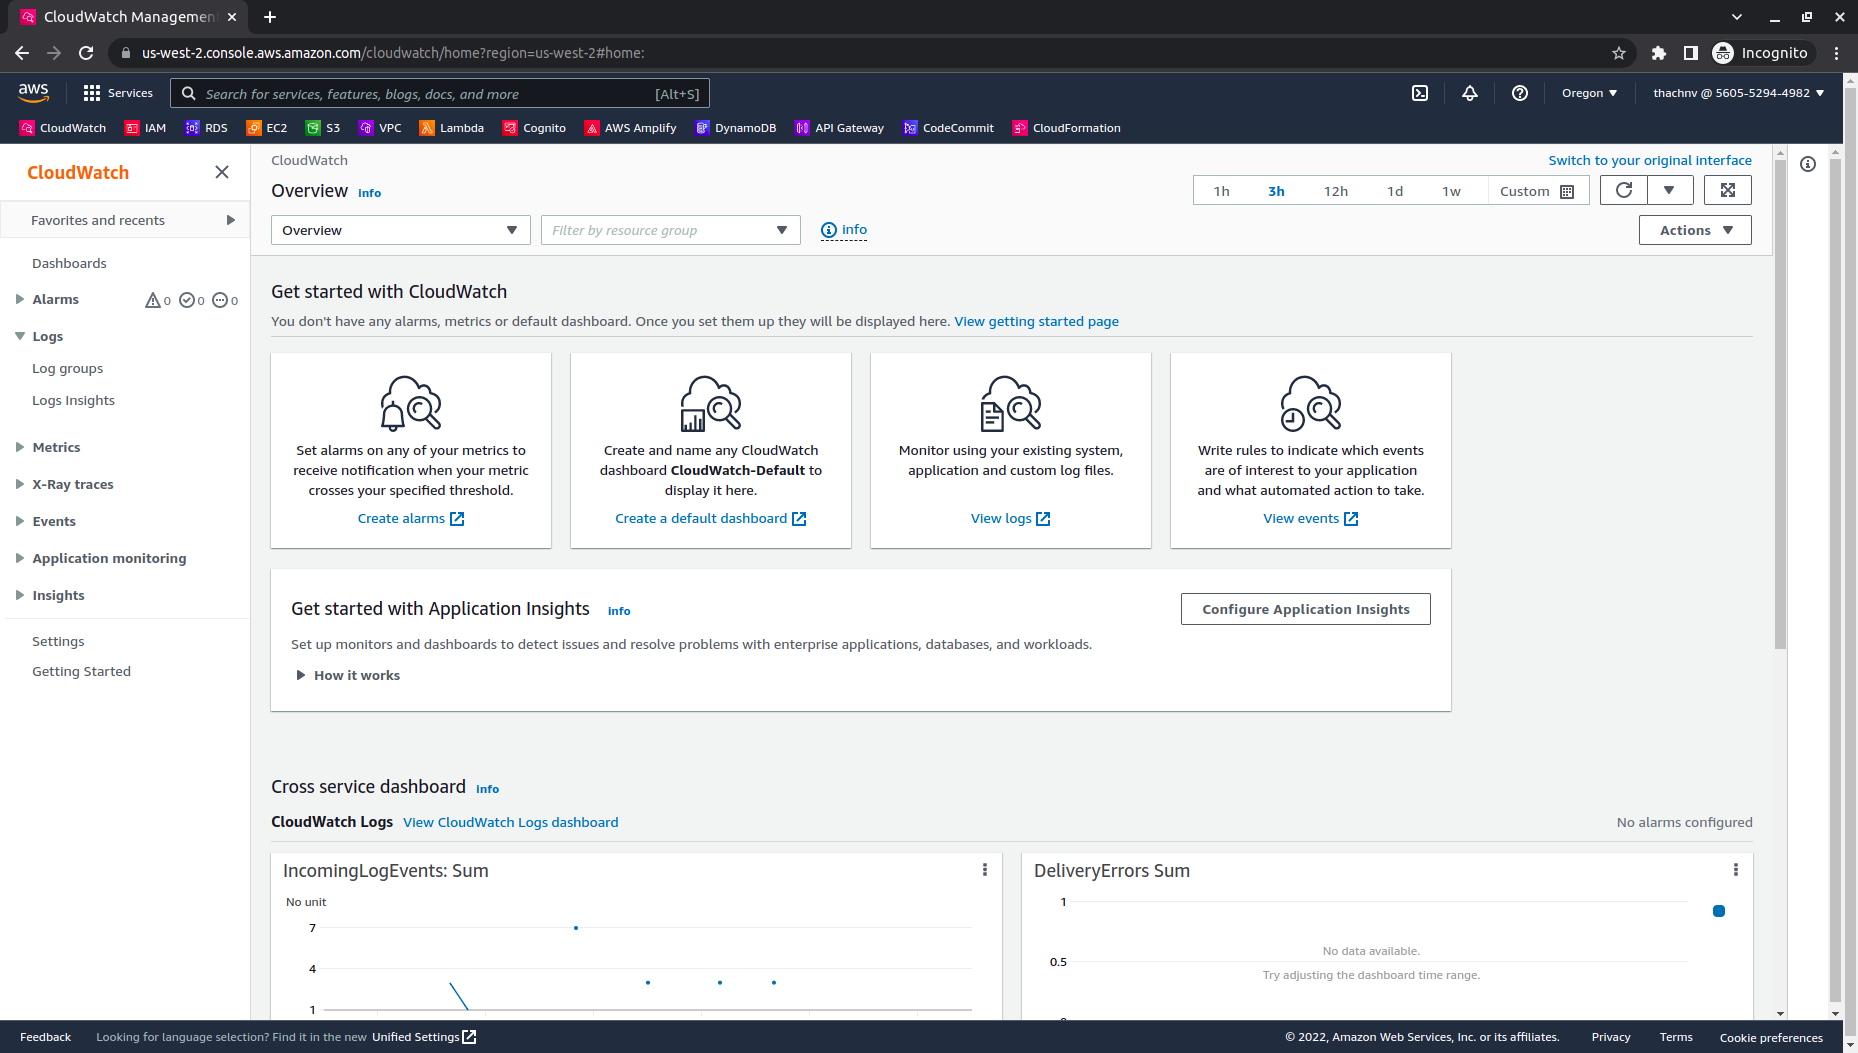 CloudWatch Managemen
us-west-2.console.aws.amazon.com/cloudwatch/home?region=us-west-2#home:
Incognito
aws
Services
Search for services, features, blogs, docs, and more [Alt+S]
Oregon
thachnv @ 5605-5294-4982
CloudWatch IAM RDS EC2 S3 VPC Lambda Cognito AWS Amplify DynamoDB API Gateway CodeCommit CloudFormation
CloudWatch
Favorites and recents
Dashboards
Alarms 0 0 0
Logs
Log groups
Logs Insights
Metrics
X-Ray traces
Events
Application monitoring
Insights
Settings
Getting Started
CloudWatch
Switch to your original interface
Overview Info
1h 3h 12h 1d 1w Custom
Overview
Filter by resource group
Info
Actions
Get started with CloudWatch
You don't have any alarms, metrics or default dashboard. Once you set them up they will be displayed here. View getting started page
Set alarms on any of your metrics to
receive notification when your metric
crosses your specified threshold.
Create alarms
Create and name any CloudWatch
dashboard CloudWatch-Default to
display it here.
Create a default dashboard
Monitor using your existing system,
application and custom log files.
View logs
Write rules to indicate which events
are of interest to your application
and what automated action to take.
View events
Get started with Application Insights Info
Configure Application Insights
Set up monitors and dashboards to detect issues and resolve problems with enterprise applications, databases, and workloads.
How it works
Cross service dashboard Info
CloudWatch Logs View CloudWatch Logs dashboard
No alarms configured
IncomingLogEvents: Sum
No unit
7
4
1
DeliveryErrors Sum
1
0.5
No data available.
Try adjusting the dashboard time range.
Feedback
Looking for language selection? Find it in the new Unified Settings
© 2022, Amazon Web Services, Inc. or its affiliates.
Privacy
Terms
Cookie preferences